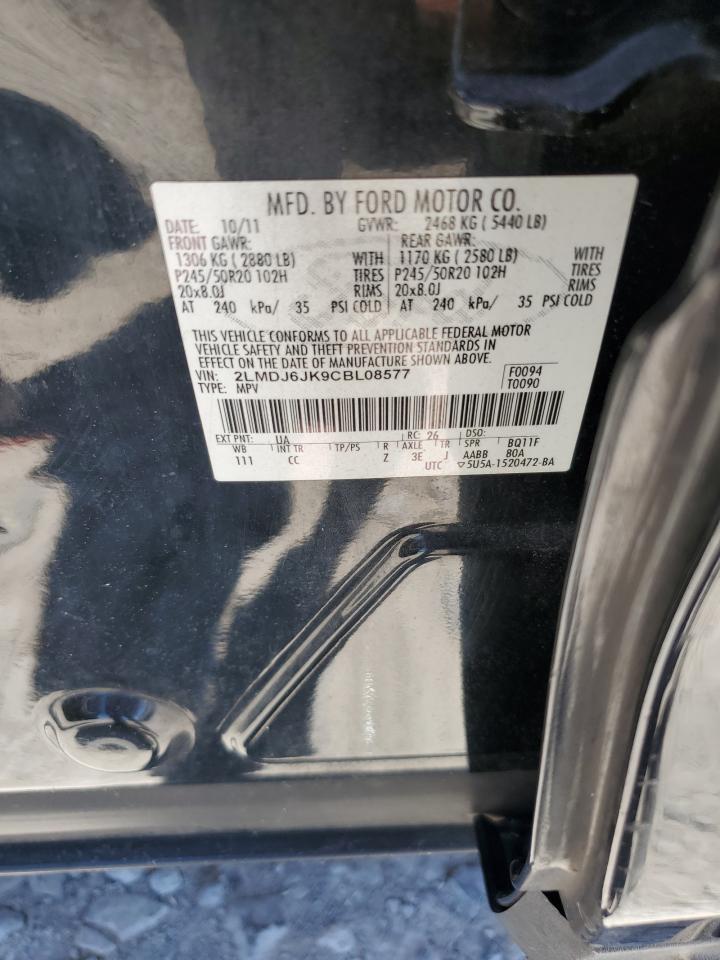 MFD. BY FORD MOTOR CO.
DATE: 10/11 GVWR: 2468 KG ( 5440 LB)
FRONT GAWR: REAR GAWR:
1306 KG ( 2880 LB) WITH 1170 KG ( 2580 LB) WITH
P245/50R20 102H TIRES P245/50R20 102H TIRES
20x8.0J RIMS 20x8.0J RIMS
AT 240 kPa/ 35 PSI COLD AT 240 kPa/ 35 PSI COLD
THIS VEHICLE CONFORMS TO ALL APPLICABLE FEDERAL MOTOR
VEHICLE SAFETY AND THEFT PREVENTION STANDARDS IN
EFFECT ON THE DATE OF MANUFACTURE SHOWN ABOVE.
VIN: 2LMDJ6JK9CBL08577 F0094
TYPE: MPV T0090
EXT PNT: UA RC: 26 DSO:
WB INT TR TP/PS R AXLE TR SPR BQ11F
111 CC Z 3E J AABB 80A
UTC ▽5U5A-1520472-BA